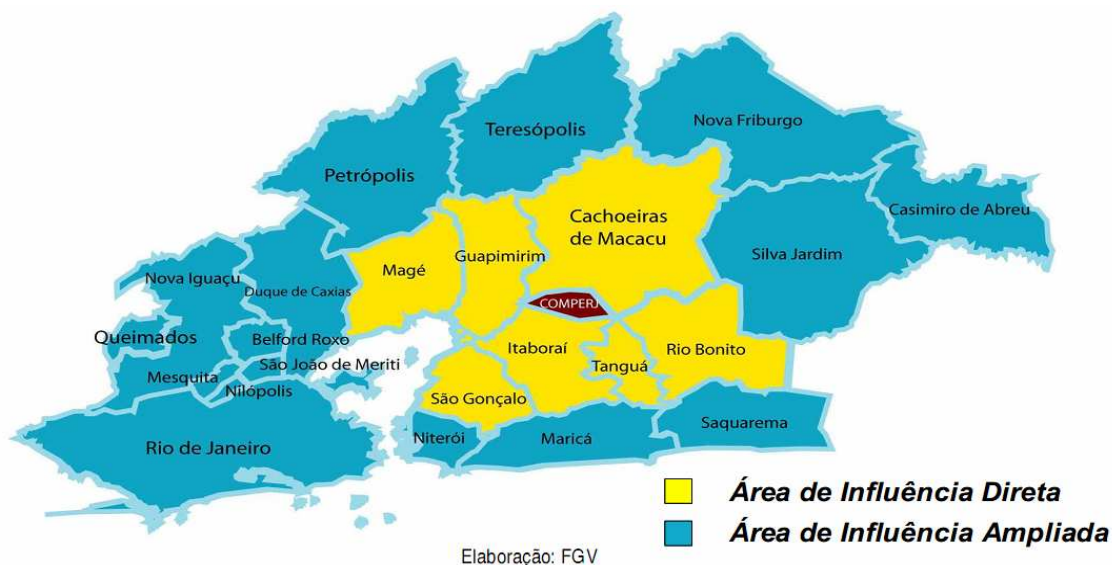 Nova Friburgo
Teresópolis
Petrópolis
Casimiro de Abreu
Cachoeiras
de Macacu
Silva Jardim
Guapimirim
Magé
Nova Iguaçu
Duque de Caxias
COMPERJ
Queimados
Belford Roxo
Itaboraí
Rio Bonito
São João de Meriti
Tanguá
Mesquita
Nilópolis
São Gonçalo
Saquarema
Niterói
Maricá
Rio de Janeiro
Área de Influência Direta
Área de Influência Ampliada
Elaboração: FGV